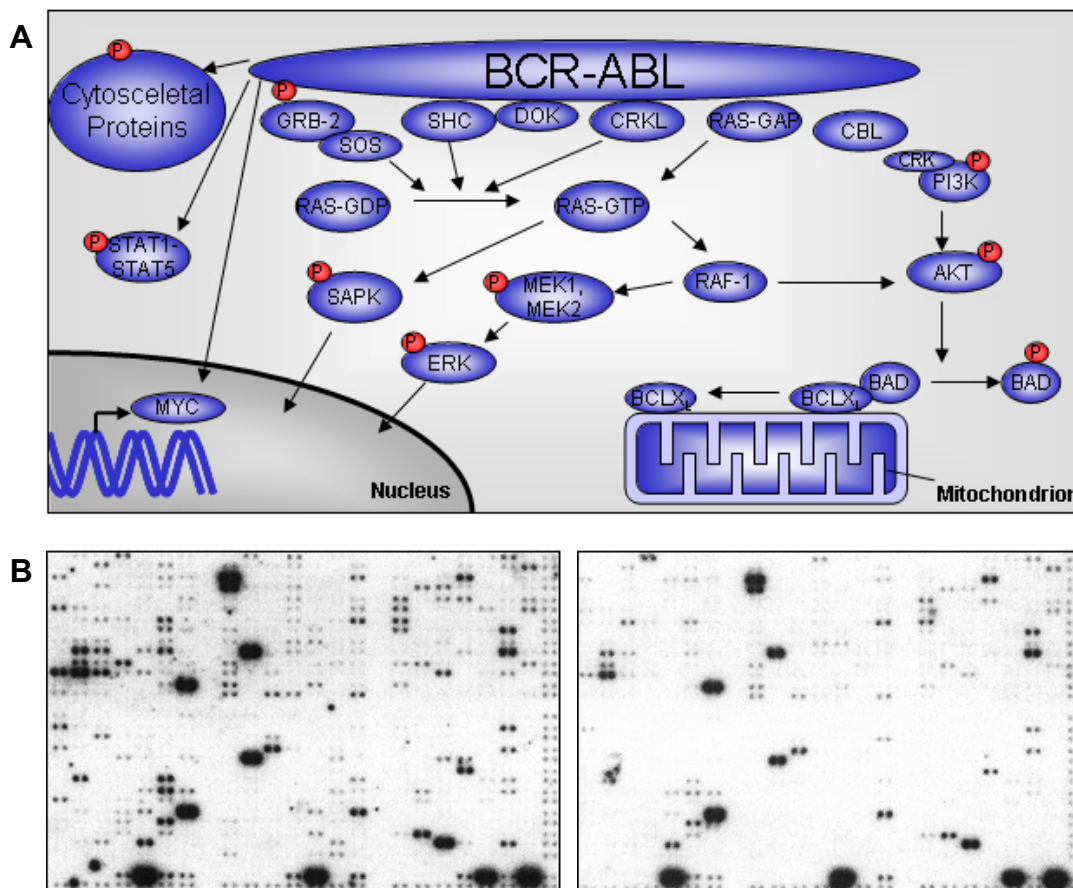 A
P
BCR-ABL
Cytosceletal
Proteins
P
GRB-2
SOS
SHC
DOK
CRKL
RAS-GAP
CBL
CRK
P
PI3K
RAS-GDP
RAS-GTP
P
STAT1-
STAT5
P
SAPK
P
MEK1,
MEK2
RAF-1
P
AKT
P
ERK
P
BAD
BAD
BCLXL
BCLXL
MYC
Nucleus
Mitochondrion
B